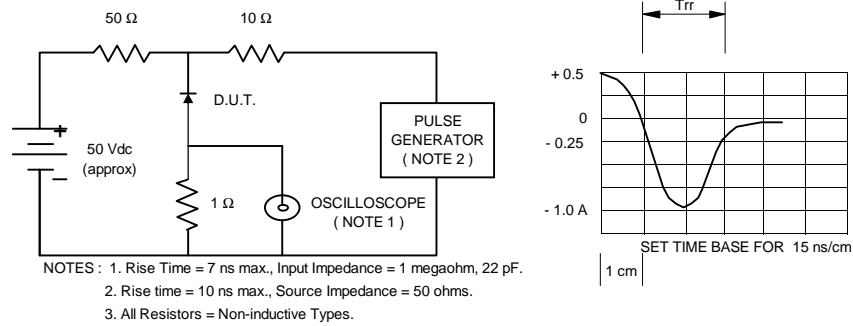 50 Ω
10 Ω
D.U.T.
+
50 Vdc
(approx)
PULSE
GENERATOR
( NOTE 2 )
1 Ω
OSCILLOSCOPE
( NOTE 1 )
Trr
+ 0.5
0
- 0.25
- 1.0 A
SET TIME BASE FOR 15 ns/cm
1 cm
NOTES : 1. Rise Time = 7 ns max., Input Impedance = 1 megaohm, 22 pF.
2. Rise time = 10 ns max., Source Impedance = 50 ohms.
3. All Resistors = Non-inductive Types.